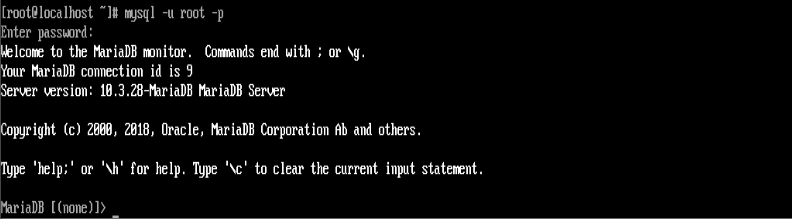 [root@localhost ~]# mysql -u root -p
Enter password:
Welcome to the MariaDB monitor.  Commands end with ; or \g.
Your MariaDB connection id is 9
Server version: 10.3.28-MariaDB MariaDB Server
Copyright (c) 2000, 2018, Oracle, MariaDB Corporation Ab and others.
Type 'help;' or '\h' for help. Type '\c' to clear the current input statement.
MariaDB [(none)]> _